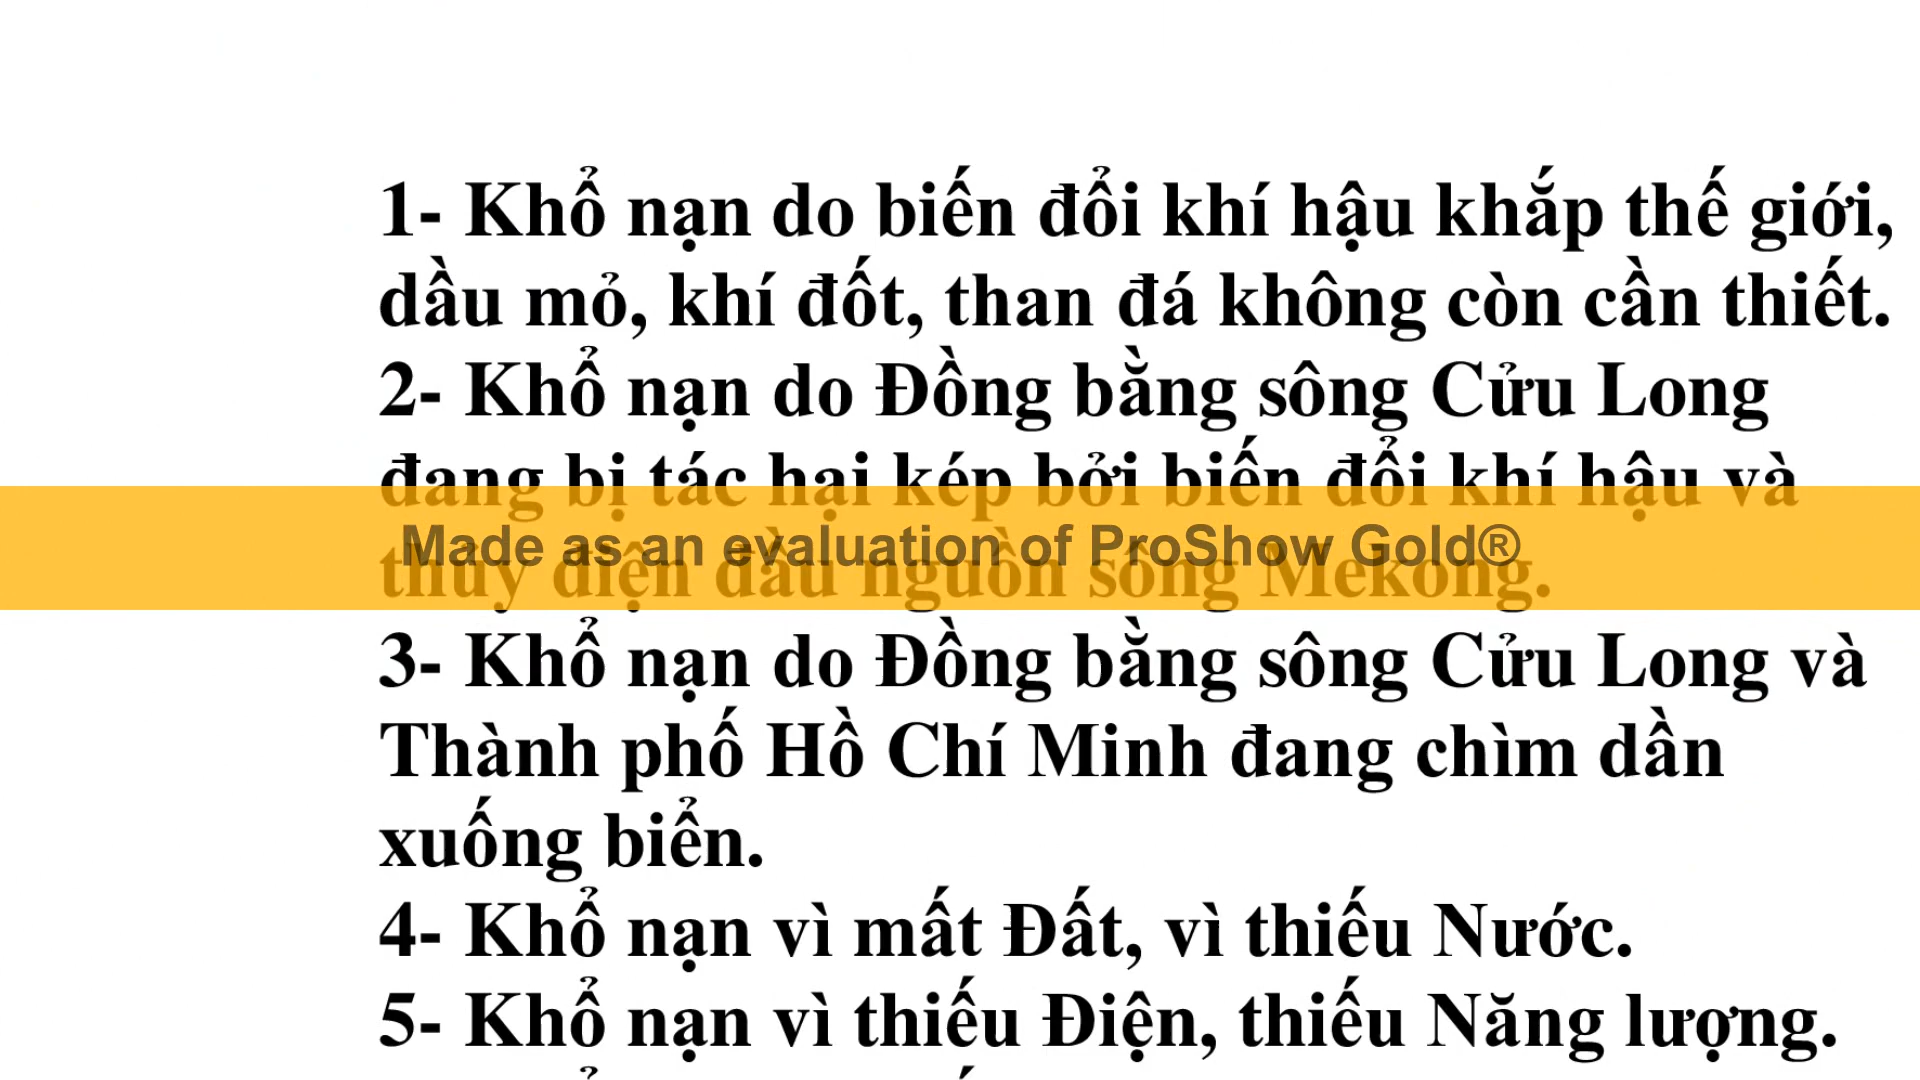 1- Khổ nạn do biến đổi khí hậu khắp thế giới,
dầu mỏ, khí đốt, than đá không còn cần thiết.
2- Khổ nạn do Đồng bằng sông Cửu Long
đang bị tác hại kép bởi biến đổi khí hậu và
Made as an evaluation of ProShow Gold®
thủy điện đầu nguồn sông Mekong.
3- Khổ nạn do Đồng bằng sông Cửu Long và
Thành phố Hồ Chí Minh đang chìm dần
xuống biển.
4- Khổ nạn vì mất Đất, vì thiếu Nước.
5- Khổ nạn vì thiếu Điện, thiếu Năng lượng.